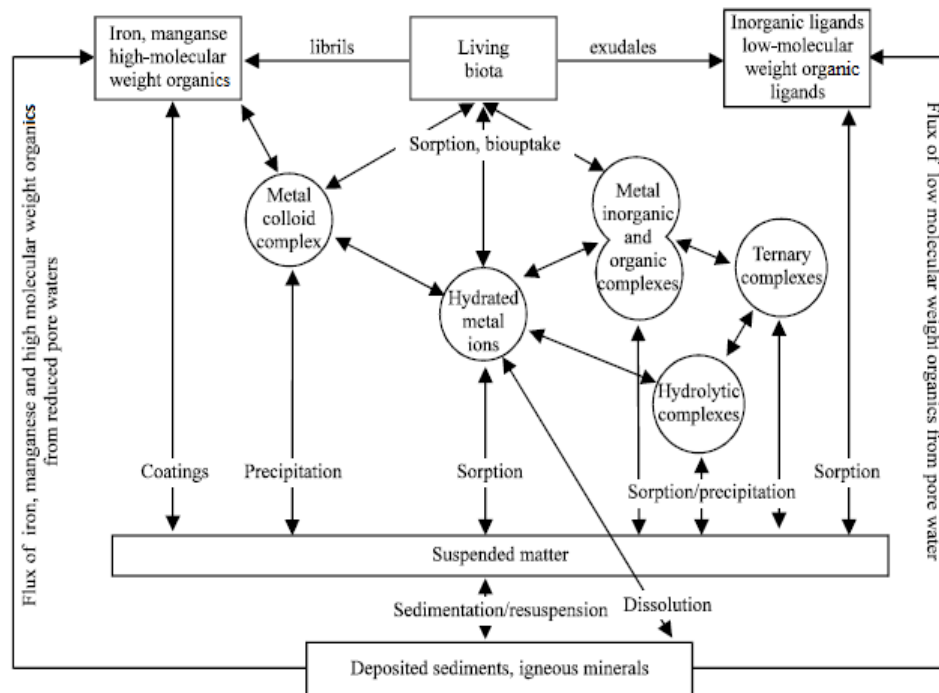 Iron, manganse
high-molecular
weight organics
librils
Living
biota
exudales
Inorganic ligands
low-molecular
weight organic
ligands
Sorption, biouptake
Metal
colloid
complex
Metal
inorganic
and
organic
complexes
Ternary
complexes
Hydrated
metal
ions
Hydrolytic
complexes
Coatings
Precipitation
Sorption
Sorption/precipitation
Sorption
Suspended matter
Sedimentation/resuspension
Dissolution
Deposited sediments, igneous minerals
Flux of iron, manganese and high molecular weight organics
from reduced pore waters
Flux of low molecular weight organics from pore water